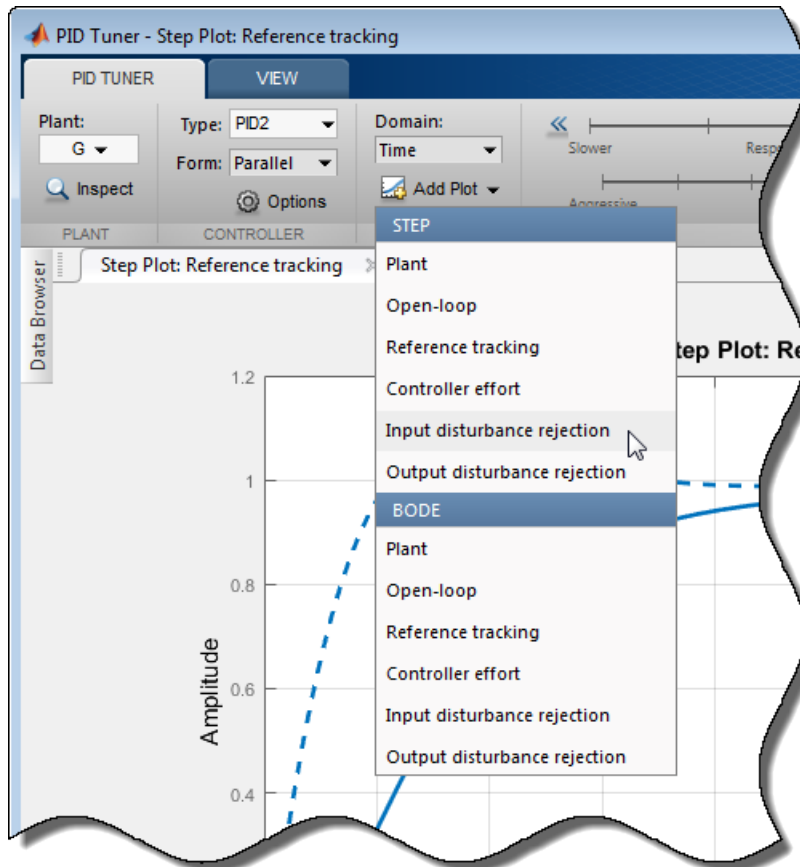 PID Tuner - Step Plot: Reference tracking
PID TUNER VIEW
Plant: Type: PID2 Domain:
G Form: Parallel Time Slower
Inspect Options Add Plot Aggressive
PLANT CONTROLLER
STEP
Data Browser
Step Plot: Reference tracking
Plant
Open-loop
Reference tracking
Controller effort
Input disturbance rejection
Output disturbance rejection
BODE
Plant
Open-loop
Reference tracking
Controller effort
Input disturbance rejection
Output disturbance rejection
tep Plot: Re
Amplitude
1.2
1
0.8
0.6
0.4